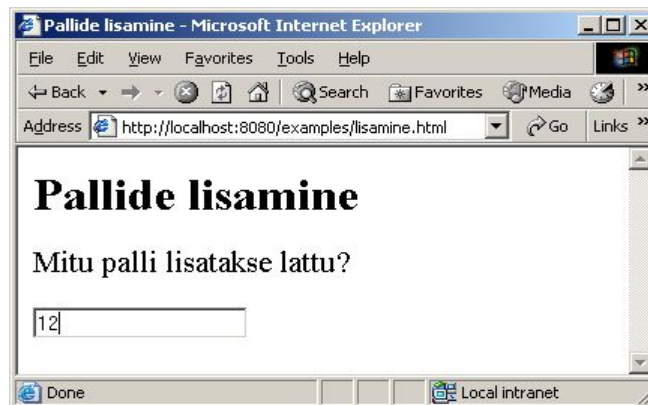 Pallide lisamine - Microsoft Internet Explorer
File Edit View Favorites Tools Help
Back Search Favorites Media »
Address http://localhost:8080/examples/lisamine.html Go Links »
Pallide lisamine
Mitu palli lisatakse lattu?
12
Done Local intranet